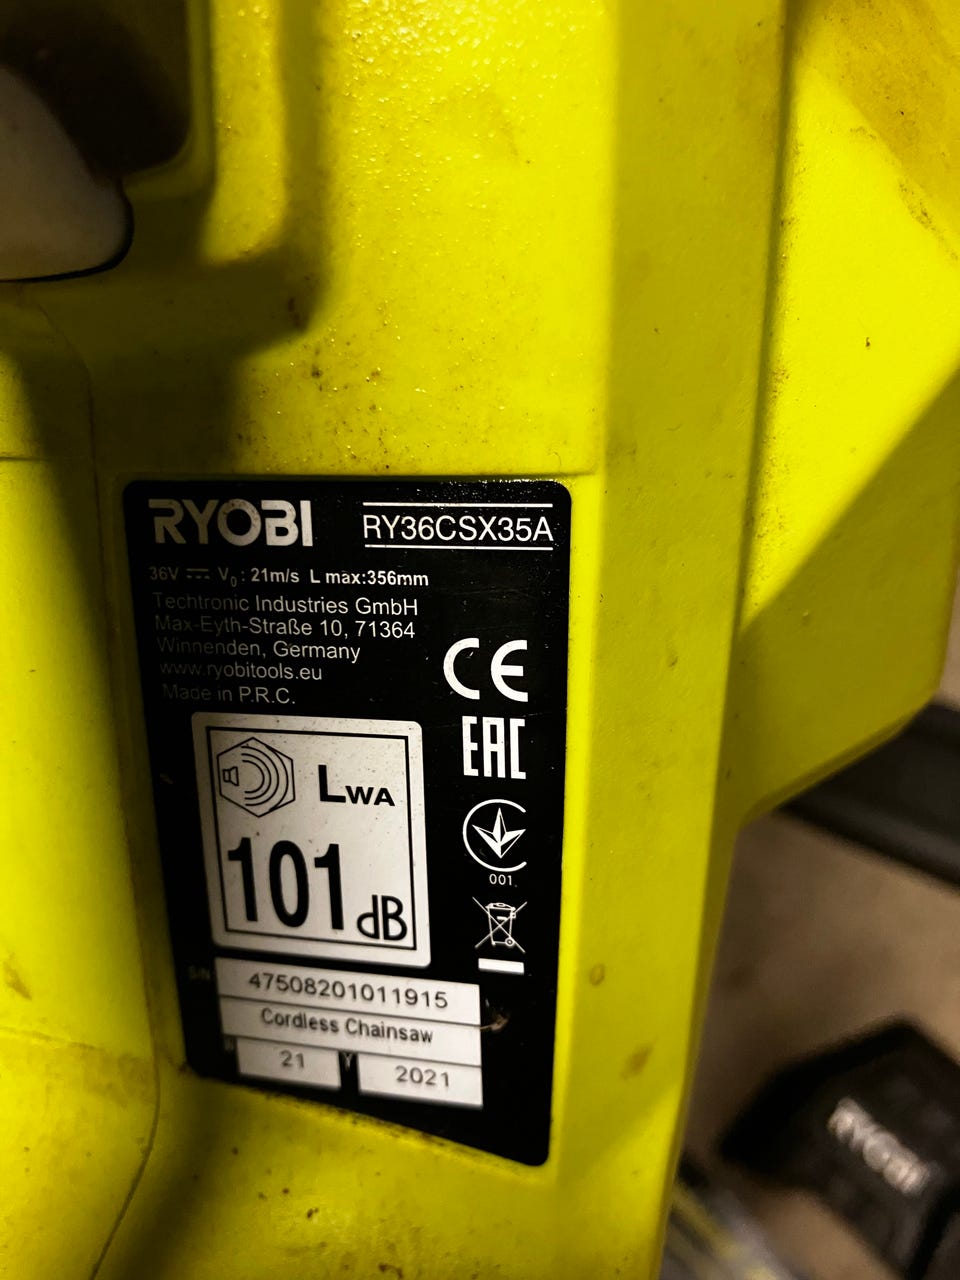 RYOBI RY36CSX35A
36V ⎓ V₀: 21m/s L max:356mm
Techtronic Industries GmbH
Max-Eyth-Straße 10, 71364
Winnenden, Germany
www.ryobitools.eu
Made in P.R.C.
CE
EAC
LWA
101 dB
001
S/N 47508201011915
Cordless Chainsaw
W 21 Y 2021
RYOBI